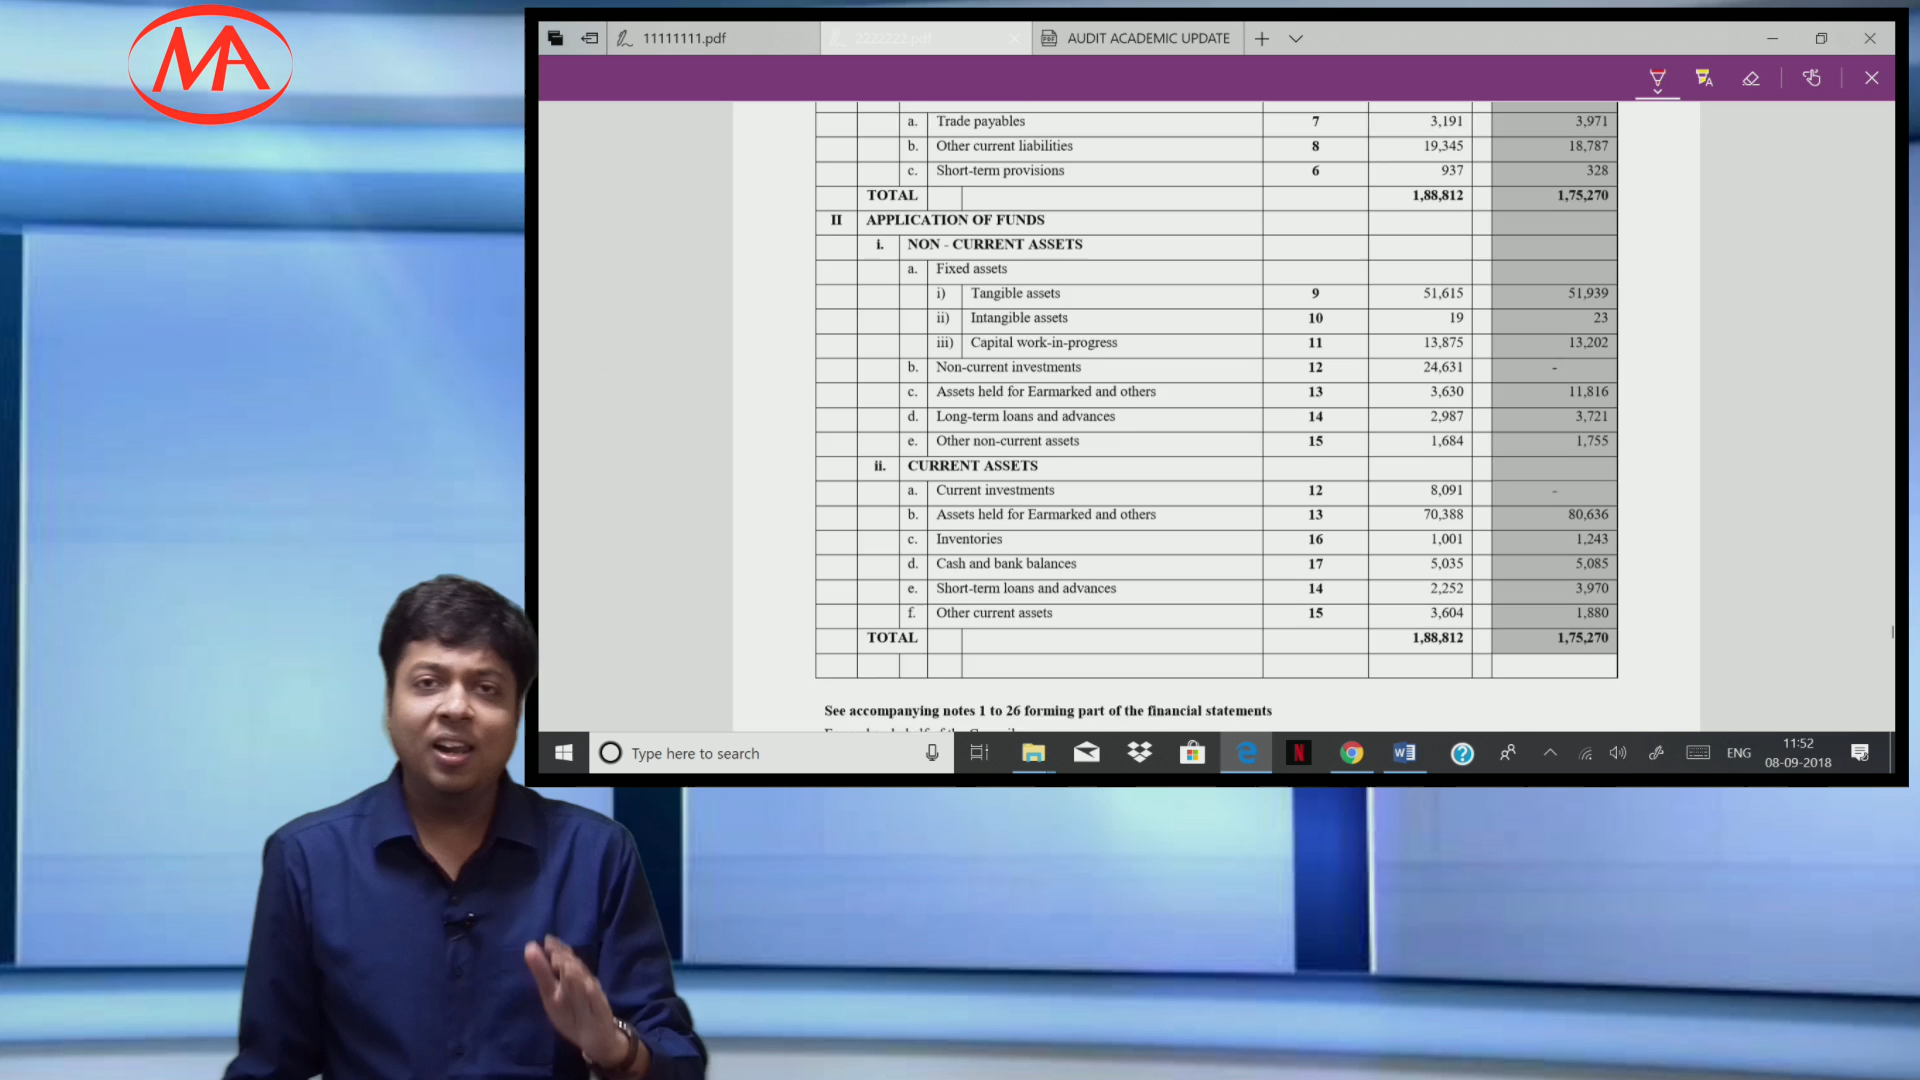 MA
11111111.pdf 2222222.pdf AUDIT ACADEMIC UPDATE
a. Trade payables 7 3,191 3,971
b. Other current liabilities 8 19,345 18,787
c. Short-term provisions 6 937 328
TOTAL 1,88,812 1,75,270
II APPLICATION OF FUNDS
i. NON - CURRENT ASSETS
a. Fixed assets
i) Tangible assets 9 51,615 51,939
ii) Intangible assets 10 19 23
iii) Capital work-in-progress 11 13,875 13,202
b. Non-current investments 12 24,631 -
c. Assets held for Earmarked and others 13 3,630 11,816
d. Long-term loans and advances 14 2,987 3,721
e. Other non-current assets 15 1,684 1,755
ii. CURRENT ASSETS
a. Current investments 12 8,091 -
b. Assets held for Earmarked and others 13 70,388 80,636
c. Inventories 16 1,001 1,243
d. Cash and bank balances 17 5,035 5,085
e. Short-term loans and advances 14 2,252 3,970
f. Other current assets 15 3,604 1,880
TOTAL 1,88,812 1,75,270
See accompanying notes 1 to 26 forming part of the financial statements
Type here to search ENG 11:52
08-09-2018